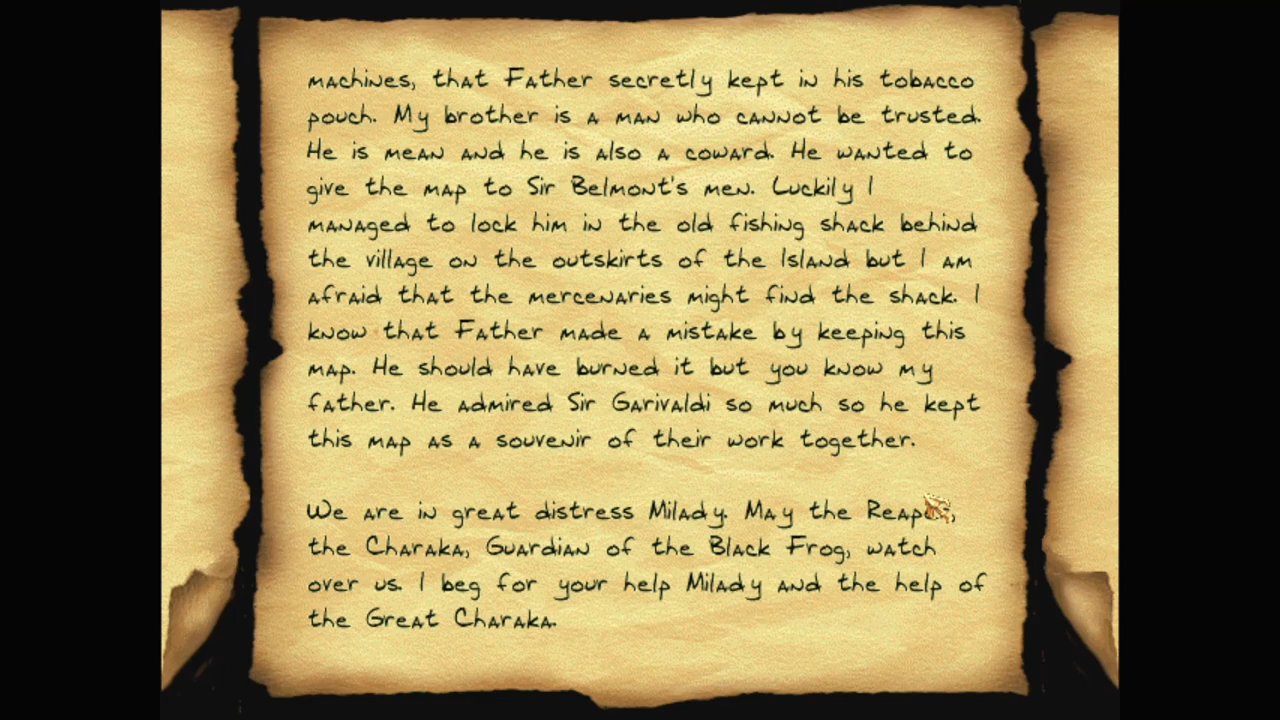 machines, that Father secretly kept in his tobacco
pouch. My brother is a man who cannot be trusted.
He is mean and he is also a coward. He wanted to
give the map to Sir Belmont's men. Luckily I
managed to lock him in the old fishing shack behind
the village on the outskirts of the Island but I am
afraid that the mercenaries might find the shack. I
know that Father made a mistake by keeping this
map. He should have burned it but you know my
father. He admired Sir Garivaldi so much so he kept
this map as a souvenir of their work together.
We are in great distress Milady. May the
the Charaka, Guardian of the Black Frog, watch
over us. I beg for your help Milady and the help of
the Great Charaka.